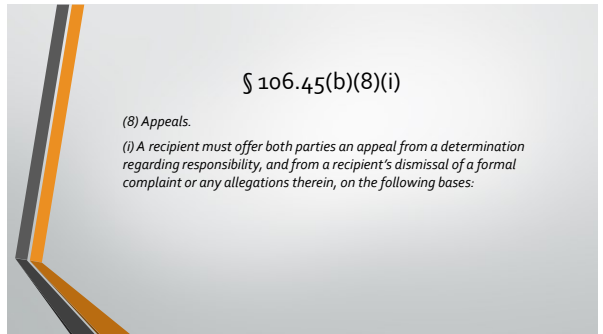 § 106.45(b)(8)(i)
(8) Appeals.
(i) A recipient must offer both parties an appeal from a determination
regarding responsibility, and from a recipient's dismissal of a formal
complaint or any allegations therein, on the following bases: